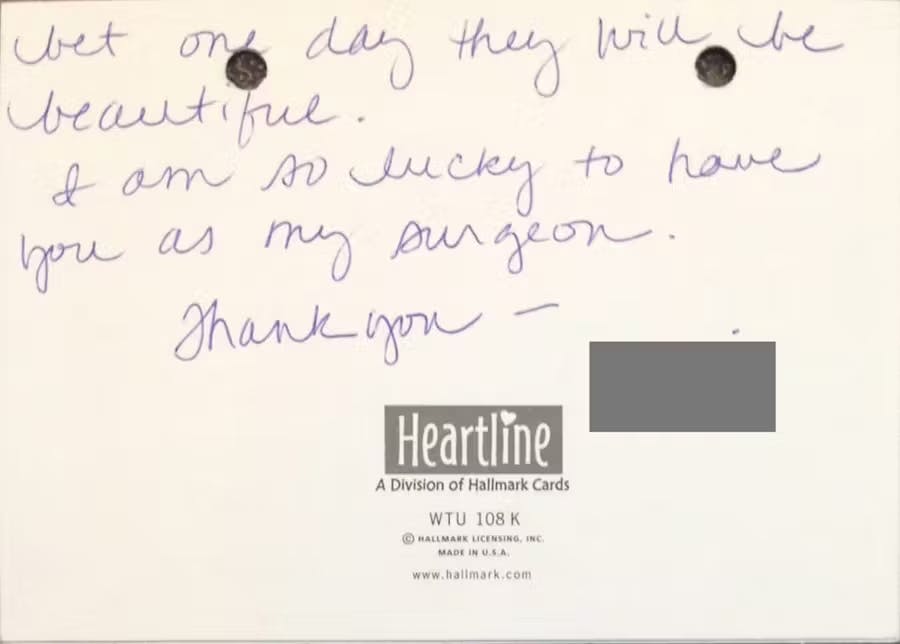 bet one day they will be
beautiful.
I am so lucky to have
you as my surgeon.
Thank you –
Heartline
A Division of Hallmark Cards
WTU 108 K
© HALLMARK LICENSING, INC.
MADE IN U.S.A.
www.hallmark.com